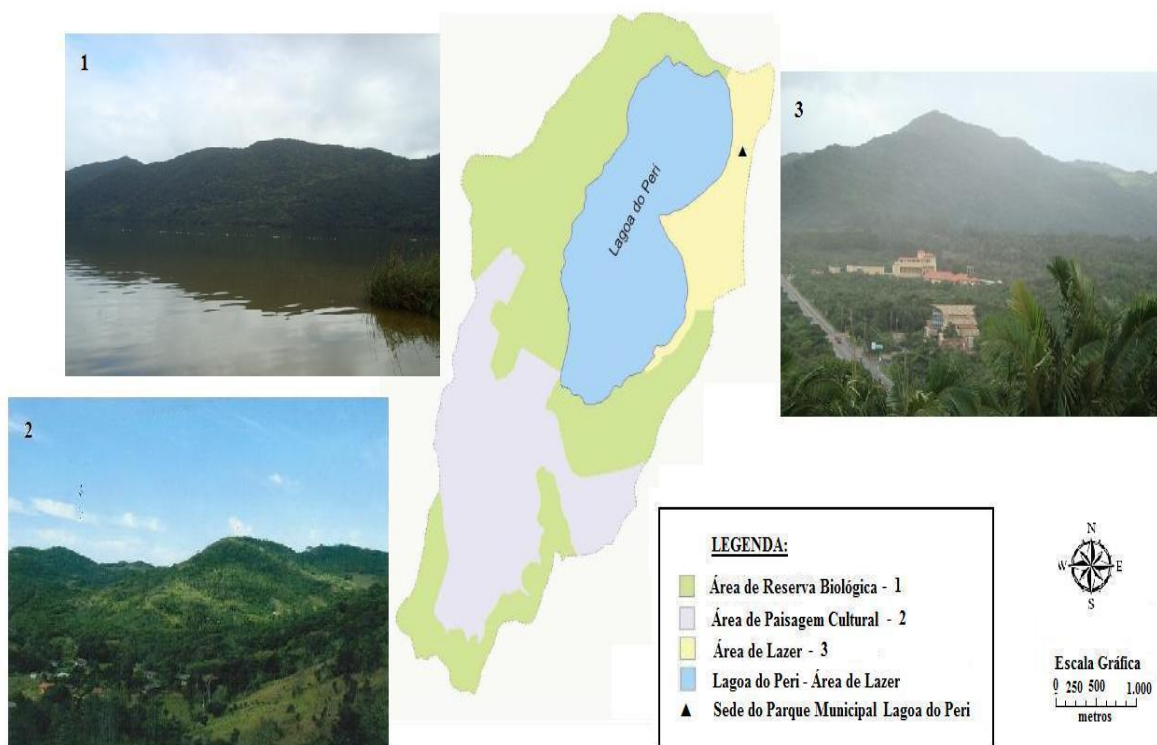 1
2
3
Lagoa do Peri
LEGENDA:
Área de Reserva Biológica - 1
Área de Paisagem Cultural - 2
Área de Lazer - 3
Lagoa do Peri - Área de Lazer
Sede do Parque Municipal Lagoa do Peri
N
W E
S
Escala Gráfica
0 250 500 1.000
metros